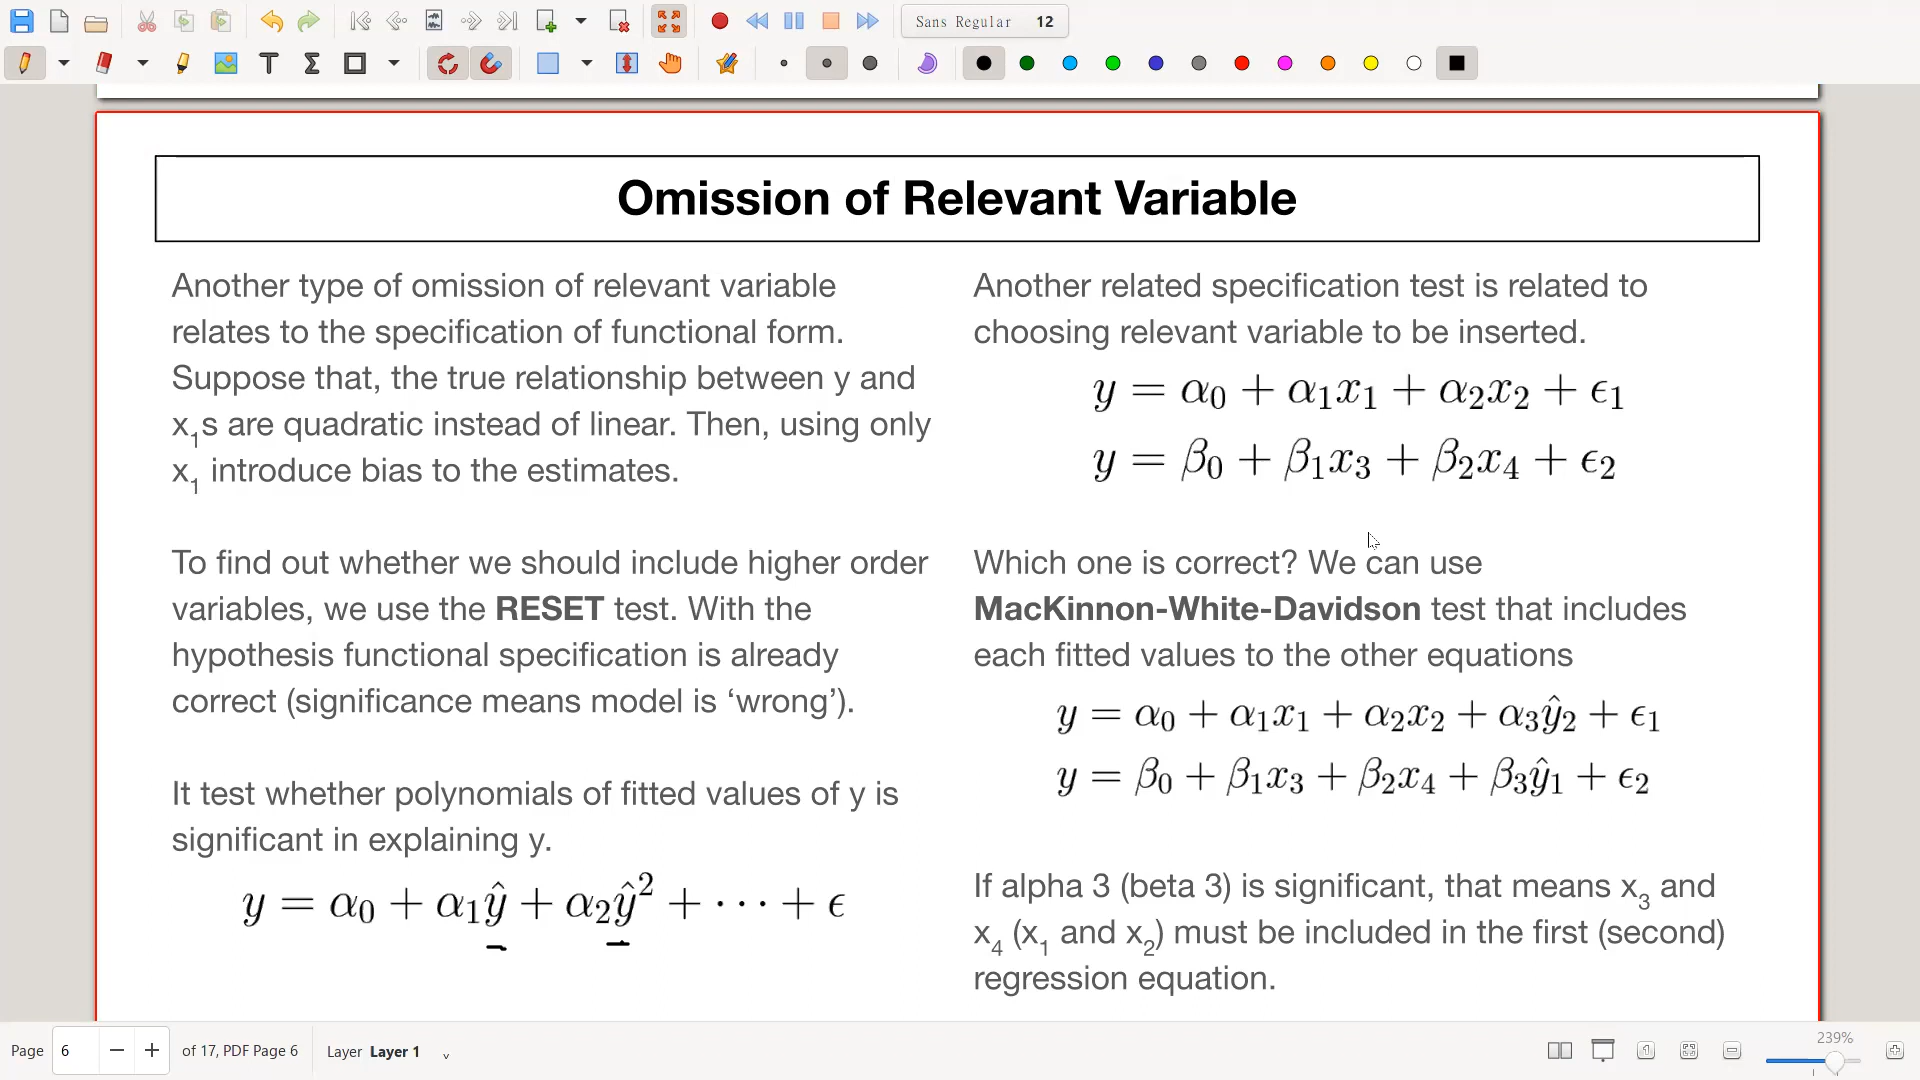 Sans Regular 12
Omission of Relevant Variable
Another type of omission of relevant variable
relates to the specification of functional form.
Suppose that, the true relationship between y and
x₁s are quadratic instead of linear. Then, using only
x₁ introduce bias to the estimates.
To find out whether we should include higher order
variables, we use the RESET test. With the
hypothesis functional specification is already
correct (significance means model is ‘wrong’).
It test whether polynomials of fitted values of y is
significant in explaining y.
y = α₀ + α₁ŷ + α₂ŷ² + ⋯ + ϵ
Another related specification test is related to
choosing relevant variable to be inserted.
y = α₀ + α₁x₁ + α₂x₂ + ϵ₁
y = β₀ + β₁x₃ + β₂x₄ + ϵ₂
Which one is correct? We can use
MacKinnon-White-Davidson test that includes
each fitted values to the other equations
y = α₀ + α₁x₁ + α₂x₂ + α₃ŷ₂ + ϵ₁
y = β₀ + β₁x₃ + β₂x₄ + β₃ŷ₁ + ϵ₂
If alpha 3 (beta 3) is significant, that means x₃ and
x₄ (x₁ and x₂) must be included in the first (second)
regression equation.
Page 6 of 17, PDF Page 6 Layer Layer 1 239%